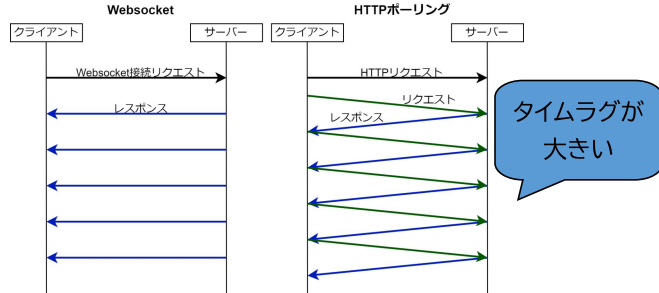 Websocket
HTTPポーリング
クライアント
サーバー
クライアント
サーバー
Websocket接続リクエスト
HTTPリクエスト
リクエスト
レスポンス
レスポンス
タイムラグが
大きい